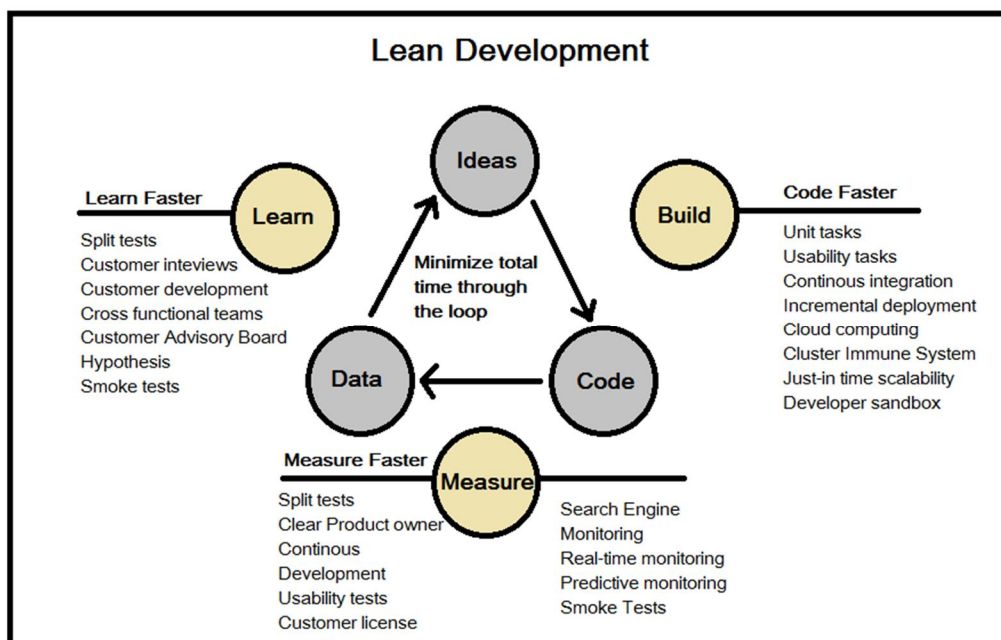 Lean Development
Ideas
Learn Faster
Learn
Split tests
Customer inteviews
Customer development
Cross functional teams
Customer Advisory Board
Hypothesis
Smoke tests
Minimize total
time through
the loop
Build
Code Faster
Unit tasks
Usability tasks
Continous integration
Incremental deployment
Cloud computing
Cluster Immune System
Just-in time scalability
Developer sandbox
Data
Code
Measure Faster
Measure
Split tests
Clear Product owner
Continous
Development
Usability tests
Customer license
Search Engine
Monitoring
Real-time monitoring
Predictive monitoring
Smoke Tests